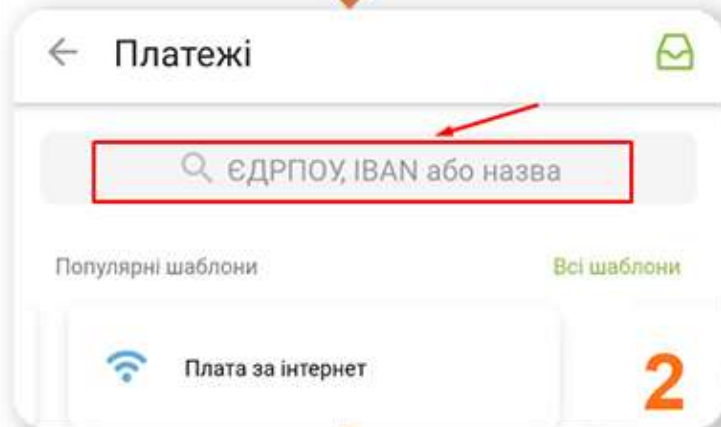 Платежі
ЄДРПОУ, IBAN або назва
Популярні шаблони Всі шаблони
Плата за інтернет
2